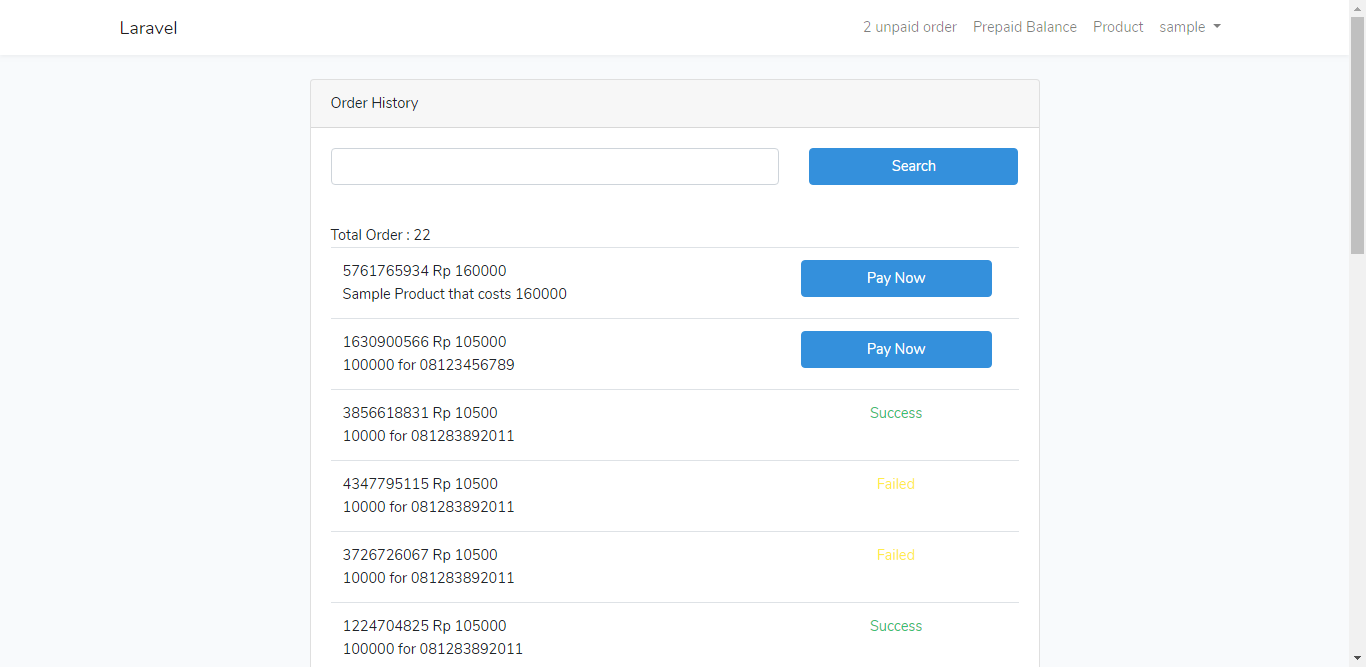 Laravel 2 unpaid order Prepaid Balance Product sample
Order History
Search
Total Order : 22
5761765934 Rp 160000
Pay Now
Sample Product that costs 160000
1630900566 Rp 105000
Pay Now
100000 for 08123456789
3856618831 Rp 10500
Success
10000 for 081283892011
4347795115 Rp 10500
Failed
10000 for 081283892011
3726726067 Rp 10500
Failed
10000 for 081283892011
1224704825 Rp 105000
Success
100000 for 081283892011